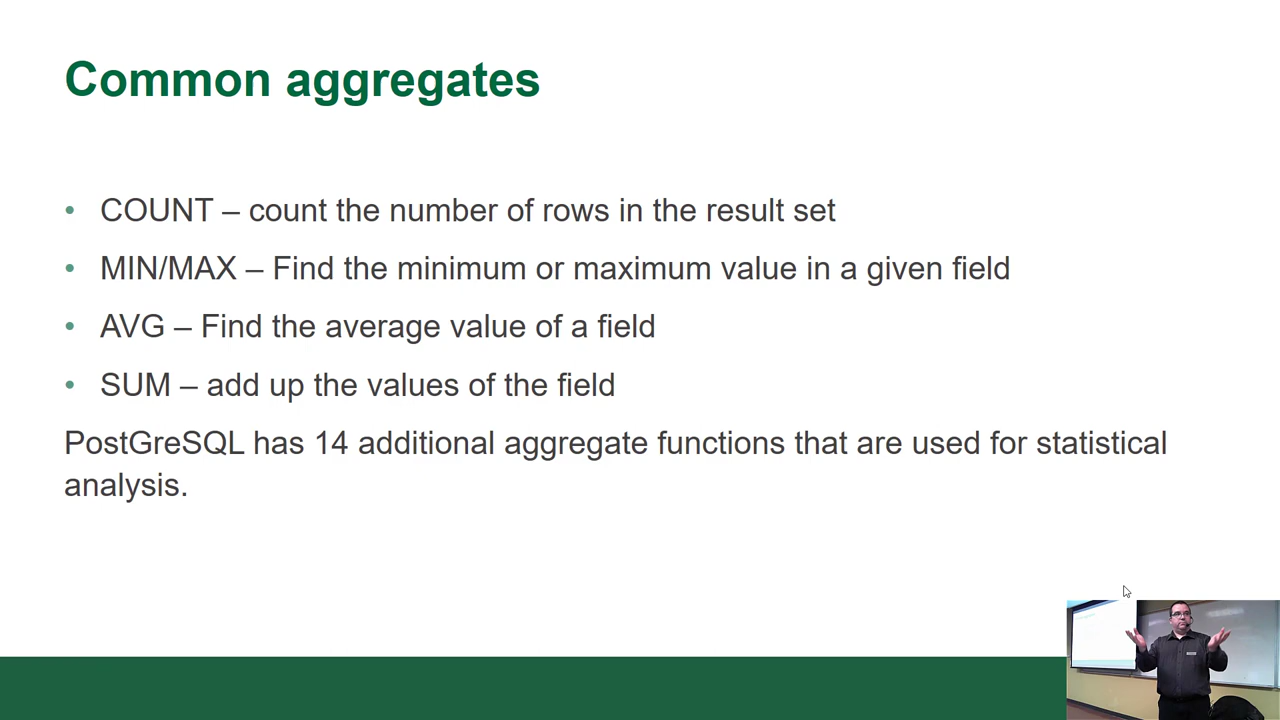 Common aggregates
• COUNT – count the number of rows in the result set
• MIN/MAX – Find the minimum or maximum value in a given field
• AVG – Find the average value of a field
• SUM – add up the values of the field
PostGreSQL has 14 additional aggregate functions that are used for statistical
analysis.